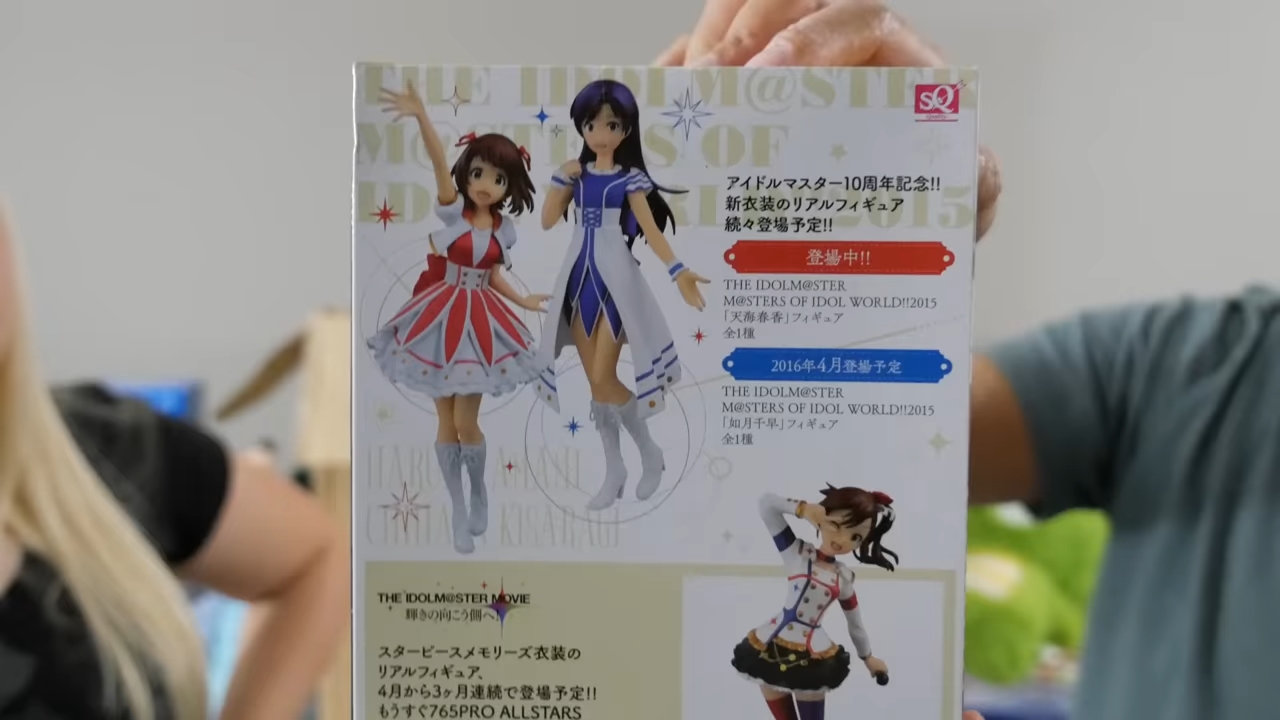 THE IDOLM@STER
M@STERS OF
IDOL WORLD!!2015
SQ
Quality
アイドルマスター10周年記念!!
新衣装のリアルフィギュア
続々登場予定!!
登場中!!
THE IDOLM@STER
M@STERS OF IDOL WORLD!!2015
「天海春香」フィギュア
全1種
2016年4月登場予定
THE IDOLM@STER
M@STERS OF IDOL WORLD!!2015
「如月千早」フィギュア
全1種
HARUKA AMAMI
CHIHAYA KISARAGI
THE IDOLM@STER MOVIE
輝きの向こう側へ!
スターピースメモリーズ衣装の
リアルフィギュア、
4月から3ヶ月連続で登場予定!!
もうすぐ765PRO ALLSTARS